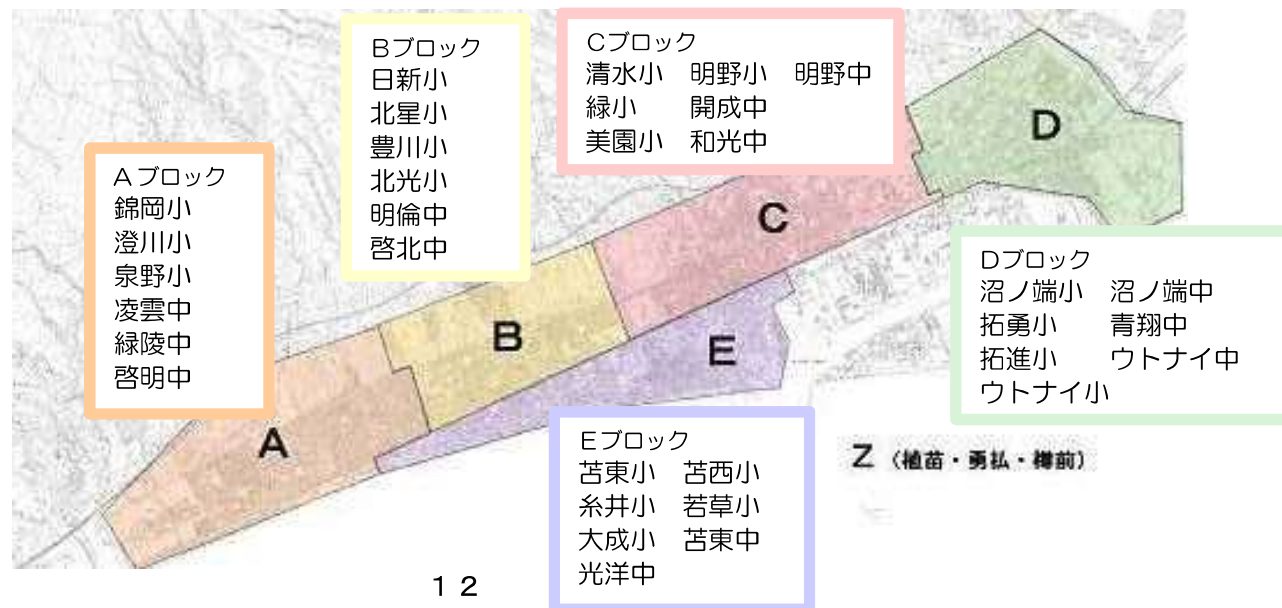 Aブロック
錦岡小
澄川小
泉野小
凌雲中
緑陵中
啓明中
Bブロック
日新小
北星小
豊川小
北光小
明倫中
啓北中
Cブロック
清水小 明野小 明野中
緑小 開成中
美園小 和光中
Dブロック
沼ノ端小 沼ノ端中
拓勇小 青翔中
拓進小 ウトナイ中
ウトナイ小
Eブロック
苫東小 苫西小
糸井小 若草小
大成小 苫東中
光洋中
A
B
C
D
E
Z (植苗・勇払・樽前)
12